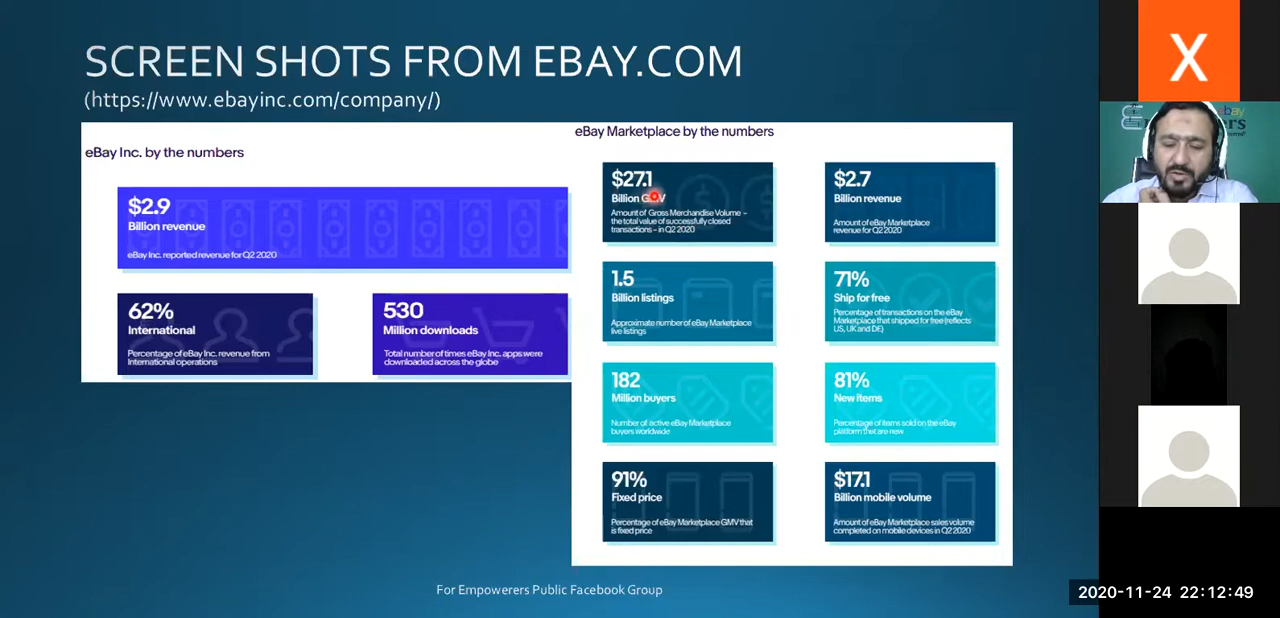 SCREEN SHOTS FROM EBAY.COM
(https://www.ebayinc.com/company/)
eBay Inc. by the numbers
$2.9
Billion revenue
eBay Inc. reported revenue for Q2 2020
62%
International
Percentage of eBay Inc. revenue from
International operations
530
Million downloads
Total number of times eBay Inc. apps were
downloaded across the globe
eBay Marketplace by the numbers
$27.1
Billion GMV
Amount of Gross Merchandise Volume –
the total value of successfully closed
transactions – in Q2 2020
$2.7
Billion revenue
Amount of eBay Marketplace
revenue for Q2 2020
1.5
Billion listings
Approximate number of eBay Marketplace
live listings
71%
Ship for free
Percentage of transactions on the eBay
Marketplace that shipped for free (reflects
US, UK and DE)
182
Million buyers
Number of active eBay Marketplace
buyers worldwide
81%
New items
Percentage of items sold on the eBay
platform that are new
91%
Fixed price
Percentage of eBay Marketplace GMV that
is fixed price
$17.1
Billion mobile volume
Amount of eBay Marketplace sales volume
completed on mobile devices in Q2 2020
For Empowerers Public Facebook Group
X
ebay
2020-11-24 22:12:49